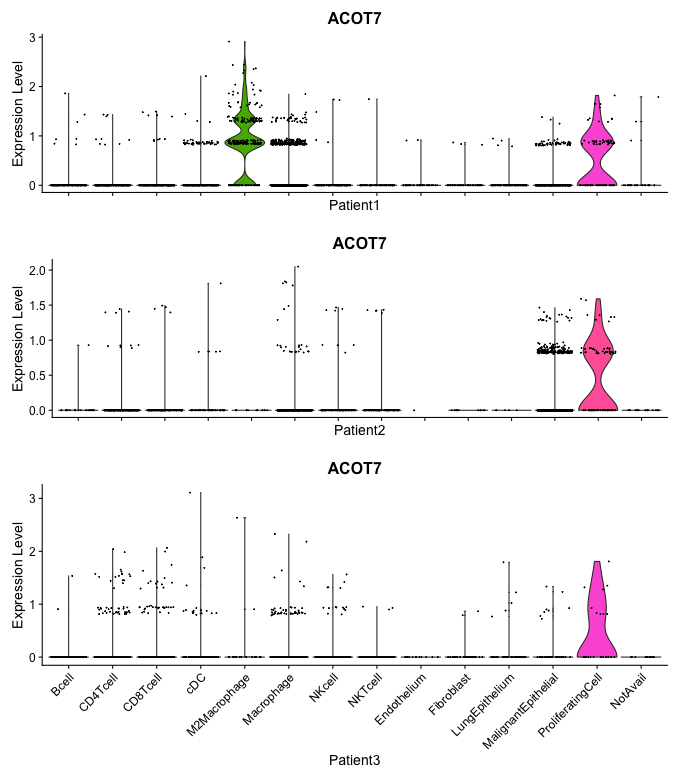 ACOT7
3
2
1
0
Expression Level
Patient1
ACOT7
2.0
1.5
1.0
0.5
0.0
Expression Level
Patient2
ACOT7
3
2
1
0
Expression Level
Bcell
CD4Tcell
CD8Tcell
cDC
M2Macrophage
Macrophage
NKcell
NKTcell
Endothelium
Fibroblast
LungEpithelium
MalignantEpithelial
ProliferatingCell
NotAvail
Patient3